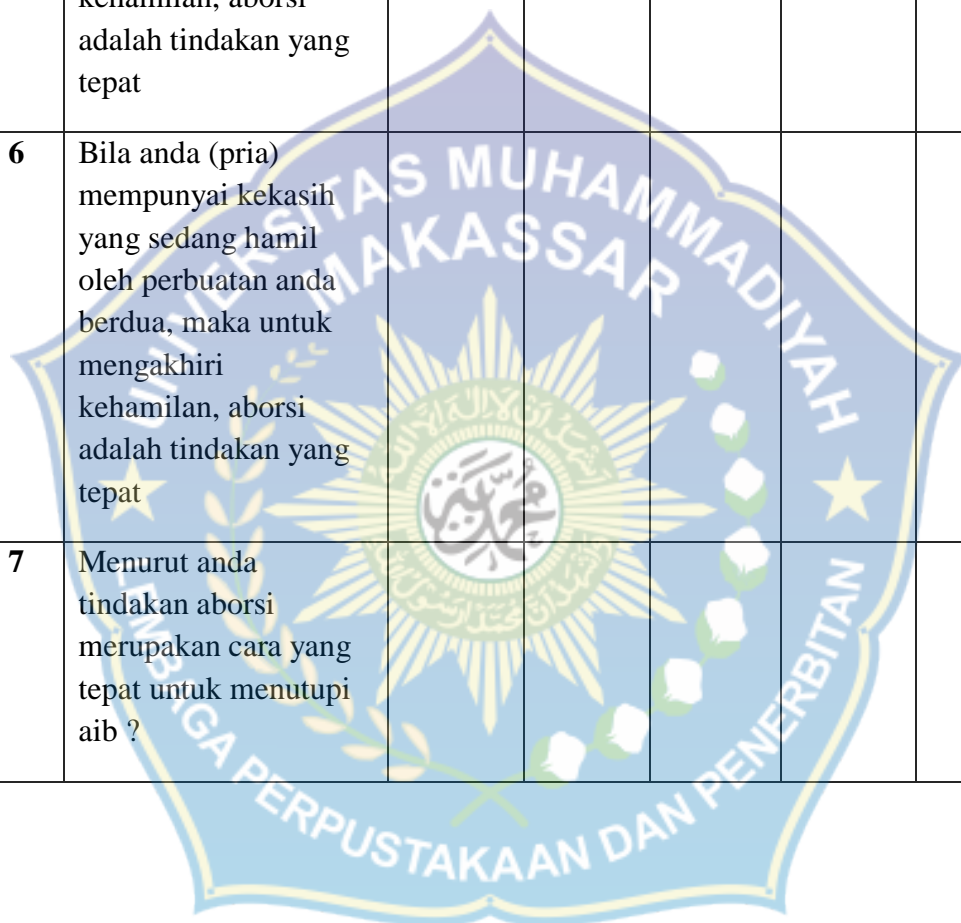 kehamilan, aborsi
adalah tindakan yang
tepat
6 Bila anda (pria)
mempunyai kekasih
yang sedang hamil
oleh perbuatan anda
berdua, maka untuk
mengakhiri
kehamilan, aborsi
adalah tindakan yang
tepat
7 Menurut anda
tindakan aborsi
merupakan cara yang
tepat untuk menutupi
aib ?
UNIVERSITAS MUHAMMADIYAH
MAKASSAR
LEMBAGA PERPUSTAKAAN DAN PENERBITAN